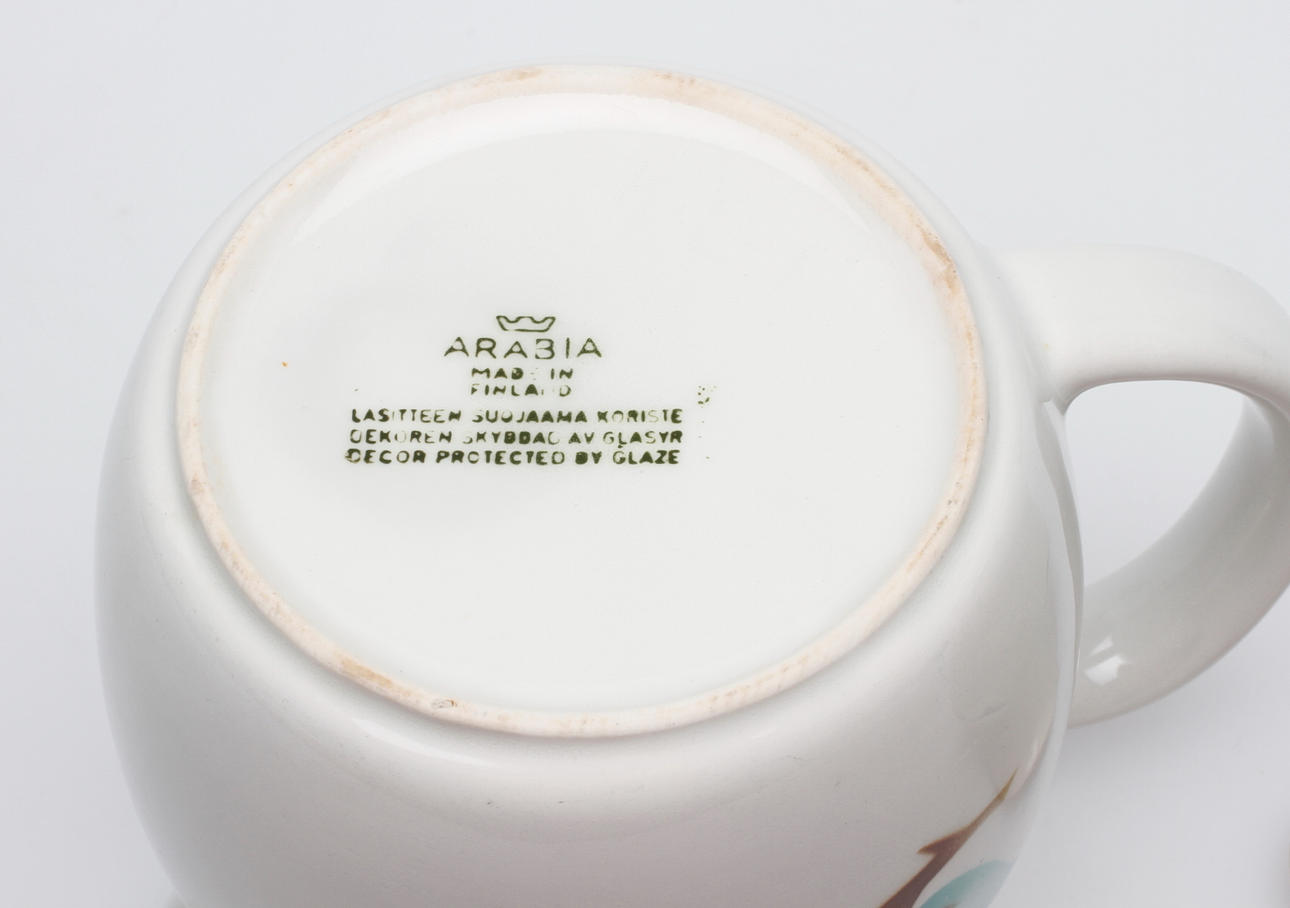 ARABIA
MADE IN
FINLAND
LASITTEEN SUOJAAMA KORISTE
DEKOREN SKYDDAD AV GLASYR
DECOR PROTECTED BY GLAZE